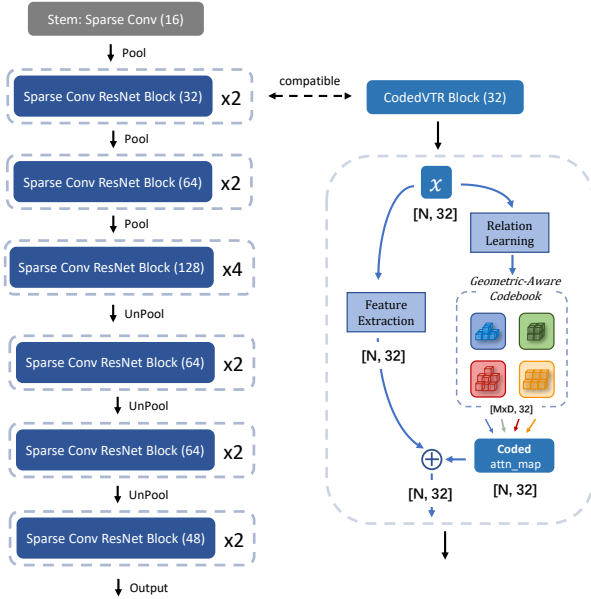 Stem: Sparse Conv (16)
Pool
Sparse Conv ResNet Block (32)
x2
Pool
Sparse Conv ResNet Block (64)
x2
Pool
Sparse Conv ResNet Block (128)
x4
UnPool
Sparse Conv ResNet Block (64)
x2
UnPool
Sparse Conv ResNet Block (64)
x2
UnPool
Sparse Conv ResNet Block (48)
x2
Output
compatible
CodedVTR Block (32)
x
[N, 32]
Relation
Learning
Geometric-Aware
Codebook
Feature
Extraction
[N, 32]
[MxD, 32]
Coded
attn_map
[N, 32]
[N, 32]